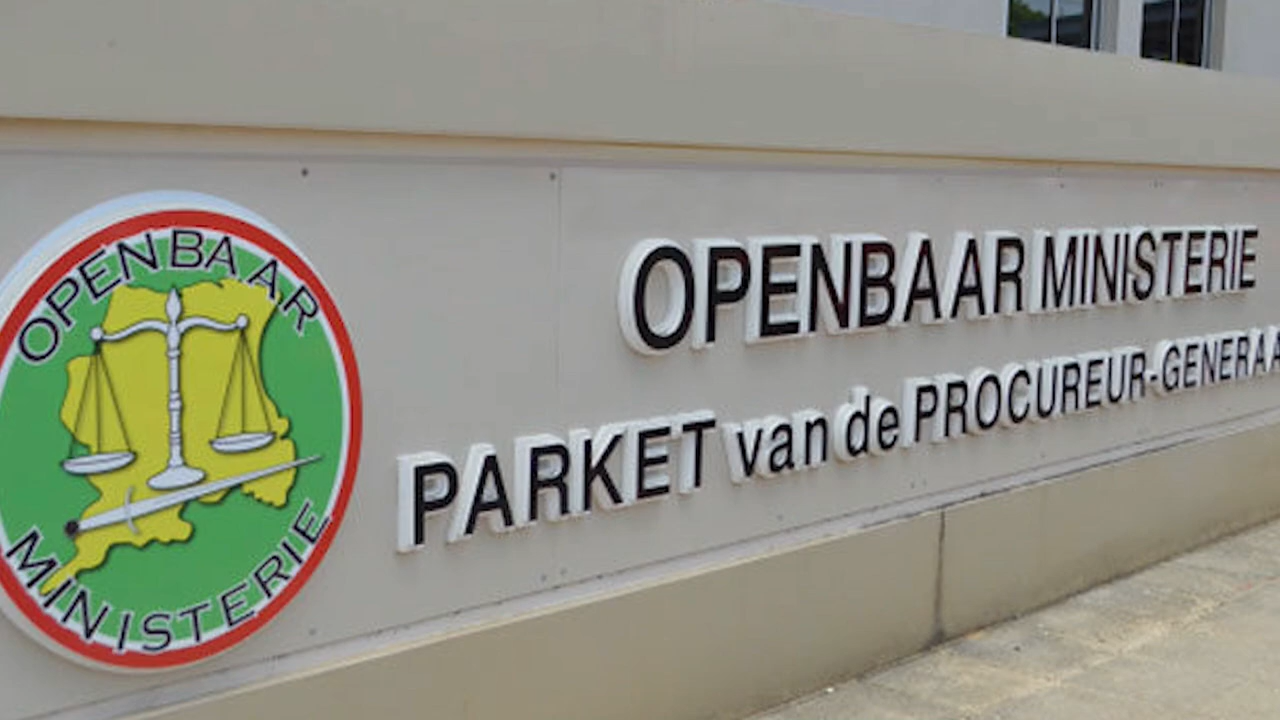 OPENBAAR
MINISTERIE
OPENBAAR MINISTERIE
PARKET van de PROCUREUR-GENERAA